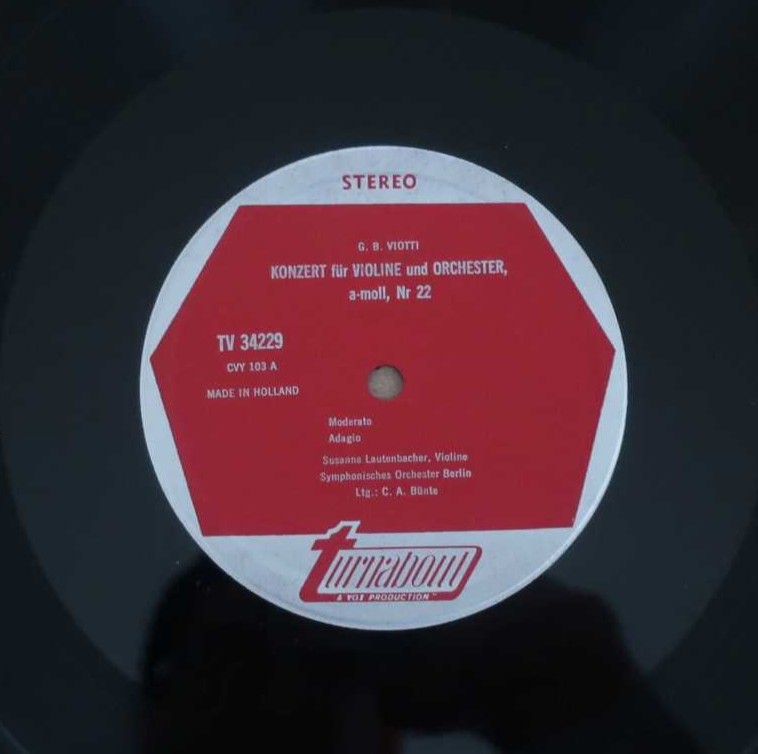 STEREO
G. B. VIOTTI
KONZERT für VIOLINE und ORCHESTER,
a-moll, Nr 22
TV 34229
CVY 103 A
MADE IN HOLLAND
Moderato
Adagio
Susanne Lautenbacher, Violine
Symphonisches Orchester Berlin
Ltg.: C. A. Bünte
turnabout
A VOX PRODUCTION